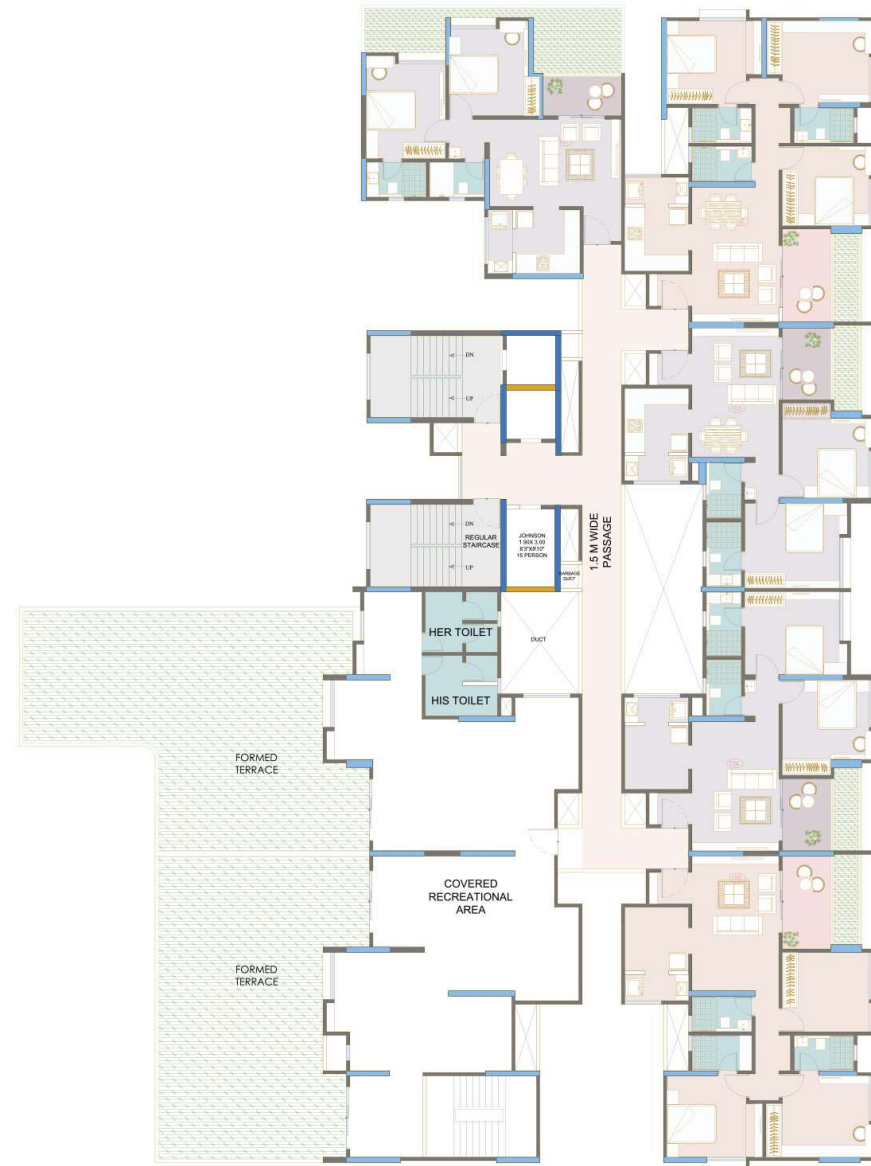 DN
UP
DN
REGULAR
STAIRCASE
UP
JOHNSON
1.90X 3.00
6'3"X9'10"
15 PERSON
GARBAGE
DUCT
1.5 M WIDE
PASSAGE
HER TOILET
DUCT
HIS TOILET
FORMED
TERRACE
COVERED
RECREATIONAL
AREA
FORMED
TERRACE